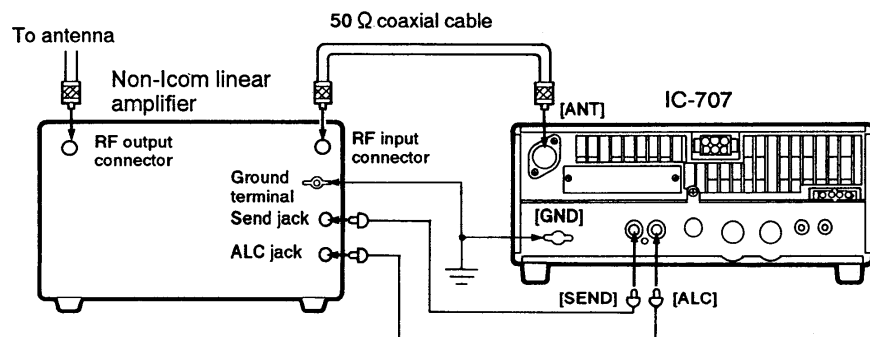 50 Ω coaxial cable
To antenna
Non-Icom linear
amplifier
[ANT]
IC-707
RF output
connector
RF input
connector
Ground
terminal
Send jack
[GND]
ALC jack
[SEND]
[ALC]